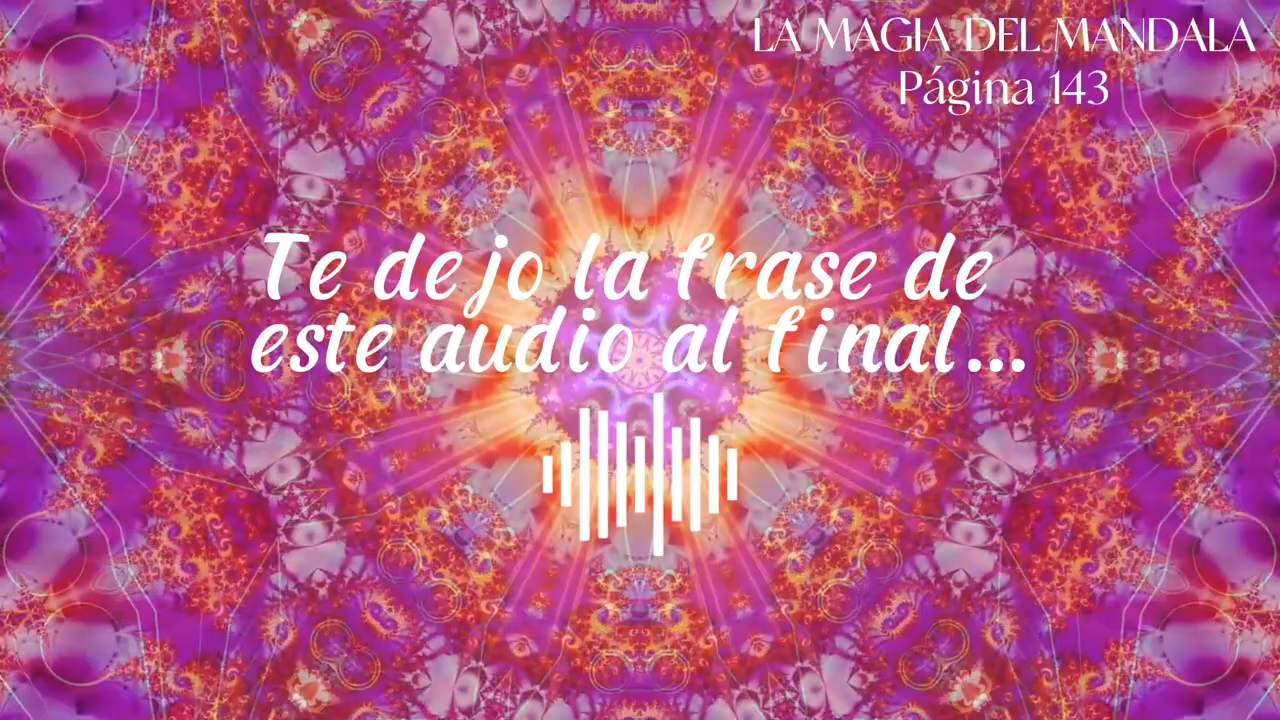 LA MAGIA DEL MANDALA
Página 143
Te dejo la frase de
este audio al final...